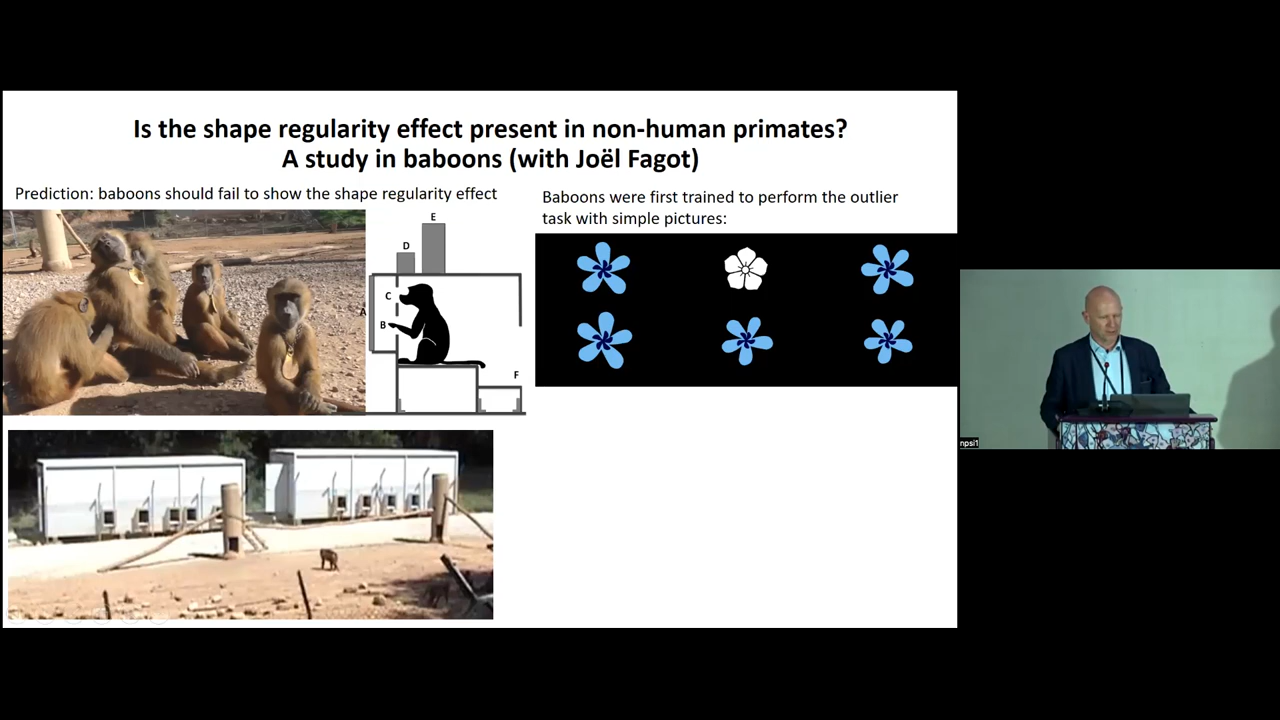 Is the shape regularity effect present in non-human primates?
A study in baboons (with Joël Fagot)
Prediction: baboons should fail to show the shape regularity effect
Baboons were first trained to perform the outlier
task with simple pictures:
E
D
C
A
B
F
npsi1